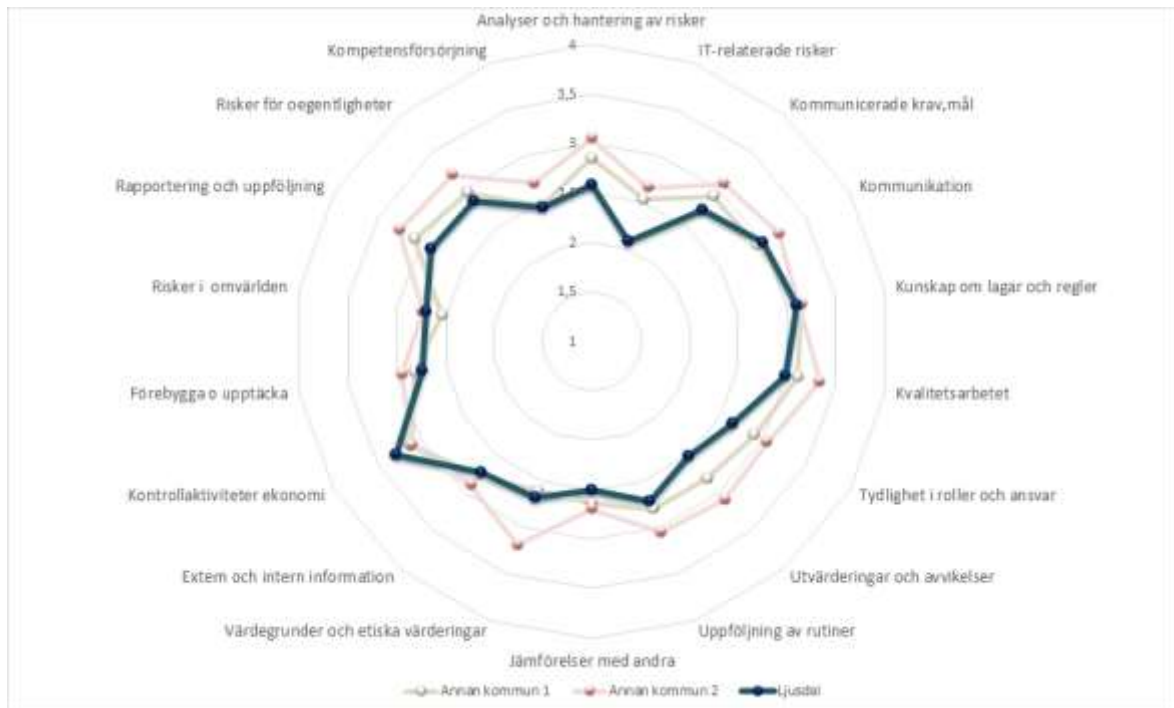 Analyser och hantering av risker
IT-relaterade risker
Kommunicerade krav,mål
Kommunikation
Kunskap om lagar och regler
Kvalitetsarbetet
Tydlighet i roller och ansvar
Utvärderingar och avvikelser
Uppföljning av rutiner
Jämförelser med andra
Värdegrunder och etiska värderingar
Extern och intern information
Kontrollaktiviteter ekonomi
Förebygga o upptäcka
Risker i omvärlden
Rapportering och uppföljning
Risker för oegentligheter
Kompetensförsörjning
4
3,5
3
2,5
2
1,5
1
Annan kommun 1
Annan kommun 2
Ljusdal